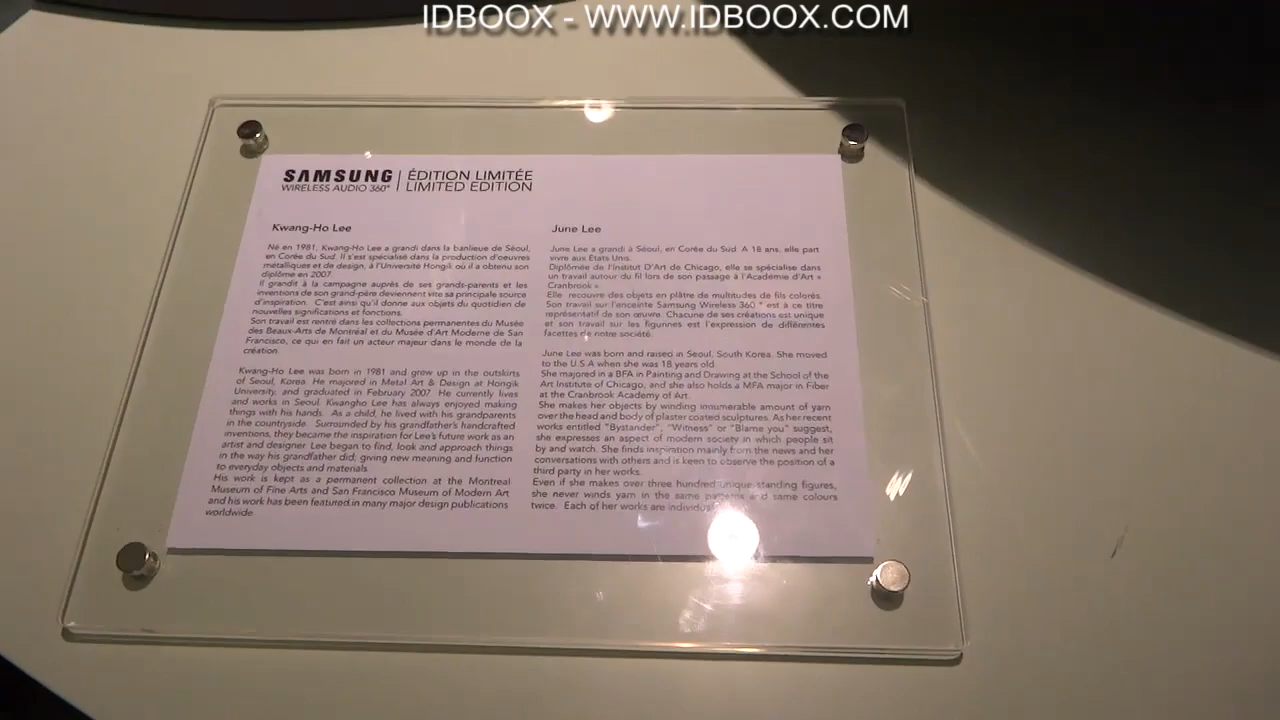 IDBOOX - WWW.IDBOOX.COM
SAMSUNG | ÉDITION LIMITÉE
WIRELESS AUDIO 360° | LIMITED EDITION
Kwang-Ho Lee
Né en 1981, Kwang-Ho Lee a grandi dans la banlieue de Séoul,
en Corée du Sud. Il s'est spécialisé dans la production d'oeuvres
métalliques et de design, à l'Université Hongik où il a obtenu son
diplôme en 2007.
Il grandit à la campagne auprès de ses grands-parents et les
inventions de son grand-père deviennent vite sa principale source
d'inspiration. C'est ainsi qu'il donne aux objets du quotidien de
nouvelles significations et fonctions.
Son travail est rentré dans les collections permanentes du Musée
des Beaux-Arts de Montréal et du Musée d'Art Moderne de San
Francisco, ce qui en fait un acteur majeur dans le monde de la
création.
Kwang-Ho Lee was born in 1981 and grew up in the outskirts
of Seoul, Korea. He majored in Metal Art & Design at Hongik
University, and graduated in February 2007. He currently lives
and works in Seoul. Kwangho Lee has always enjoyed making
things with his hands. As a child, he lived with his grandparents
in the countryside. Surrounded by his grandfather's handcrafted
inventions, they became the inspiration for Lee's future work as an
artist and designer. Lee began to find, look and approach things
in the way his grandfather did; giving new meaning and function
to everyday objects and materials.
His work is kept as a permanent collection at the Montreal
Museum of Fine Arts and San Francisco Museum of Modern Art
and his work has been featured in many major design publications
worldwide.
June Lee
June Lee a grandi à Séoul, en Corée du Sud. A 18 ans, elle part
vivre aux Etats Unis.
Diplômée de l'Institut D'Art de Chicago, elle se spécialise dans
un travail autour du fil lors de son passage à l'Académie d'Art «
Cranbrook ».
Elle recouvre des objets en plâtre de multitudes de fils colorés.
Son travail sur l'enceinte Samsung Wireless 360 ° est à ce titre
représentatif de son œuvre. Chacune de ses créations est unique
et son travail sur les figurines est l'expression de différentes
facettes de notre société.
June Lee was born and raised in Seoul, South Korea. She moved
to the U.S.A when she was 18 years old.
She majored in a BFA in Painting and Drawing at the School of the
Art Institute of Chicago, and she also holds a MFA major in Fiber
at the Cranbrook Academy of Art.
She makes her objects by winding innumerable amount of yarn
over the head and body of plaster coated sculptures. As her recent
works entitled "Bystander", "Witness" or "Blame you" suggest,
she expresses an aspect of modern society in which people sit
by and watch. She finds inspiration mainly from the news and her
conversations with others and is keen to observe the position of a
third party in her works.
Even if she makes over three hundred unique standing figures,
she never winds yarn in the same patterns and same colours
twice. Each of her works are